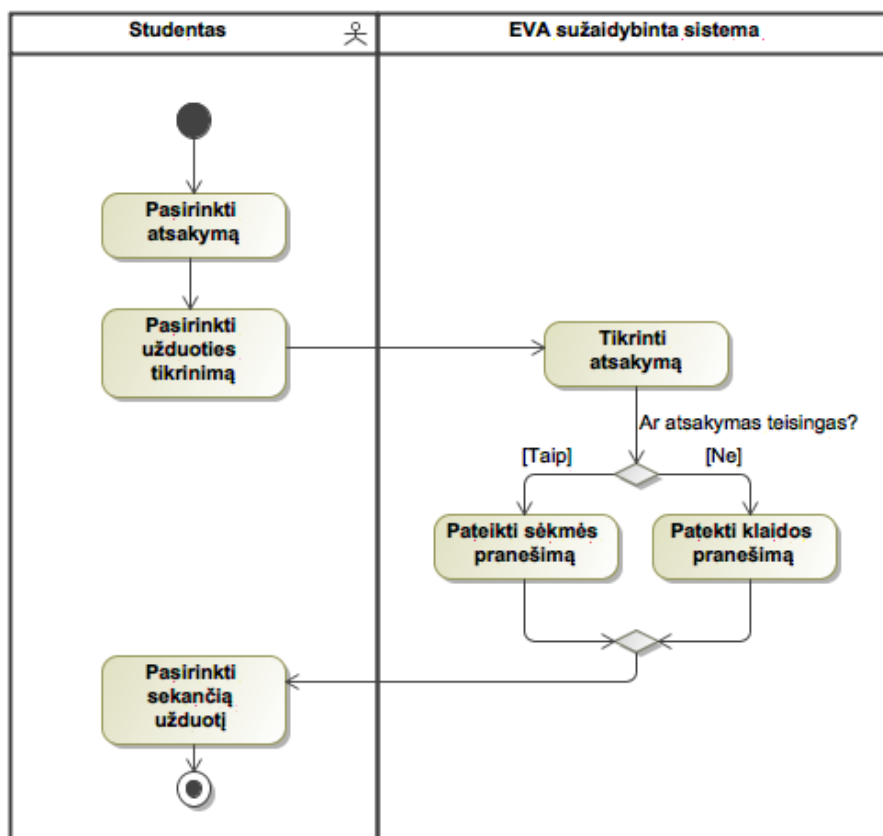 Studentas
EVA sužaidybinta sistema
Pasirinkti
atsakymą
Pasirinkti
užduoties
tikrinimą
Tikrinti
atsakymą
Ar atsakymas teisingas?
[Taip]
[Ne]
Pateikti sėkmės
pranešimą
Patekti klaidos
pranešimą
Pasirinkti
sekančią
užduotį